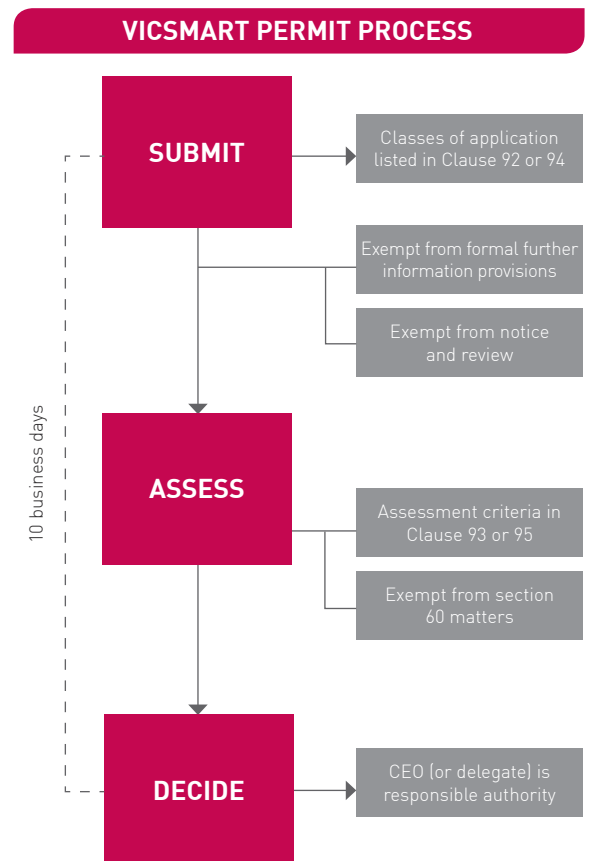 VICSMART PERMIT PROCESS
SUBMIT
Classes of application
listed in Clause 92 or 94
Exempt from formal further
information provisions
Exempt from notice
and review
10 business days
ASSESS
Assessment criteria in
Clause 93 or 95
Exempt from section
60 matters
DECIDE
CEO (or delegate) is
responsible authority